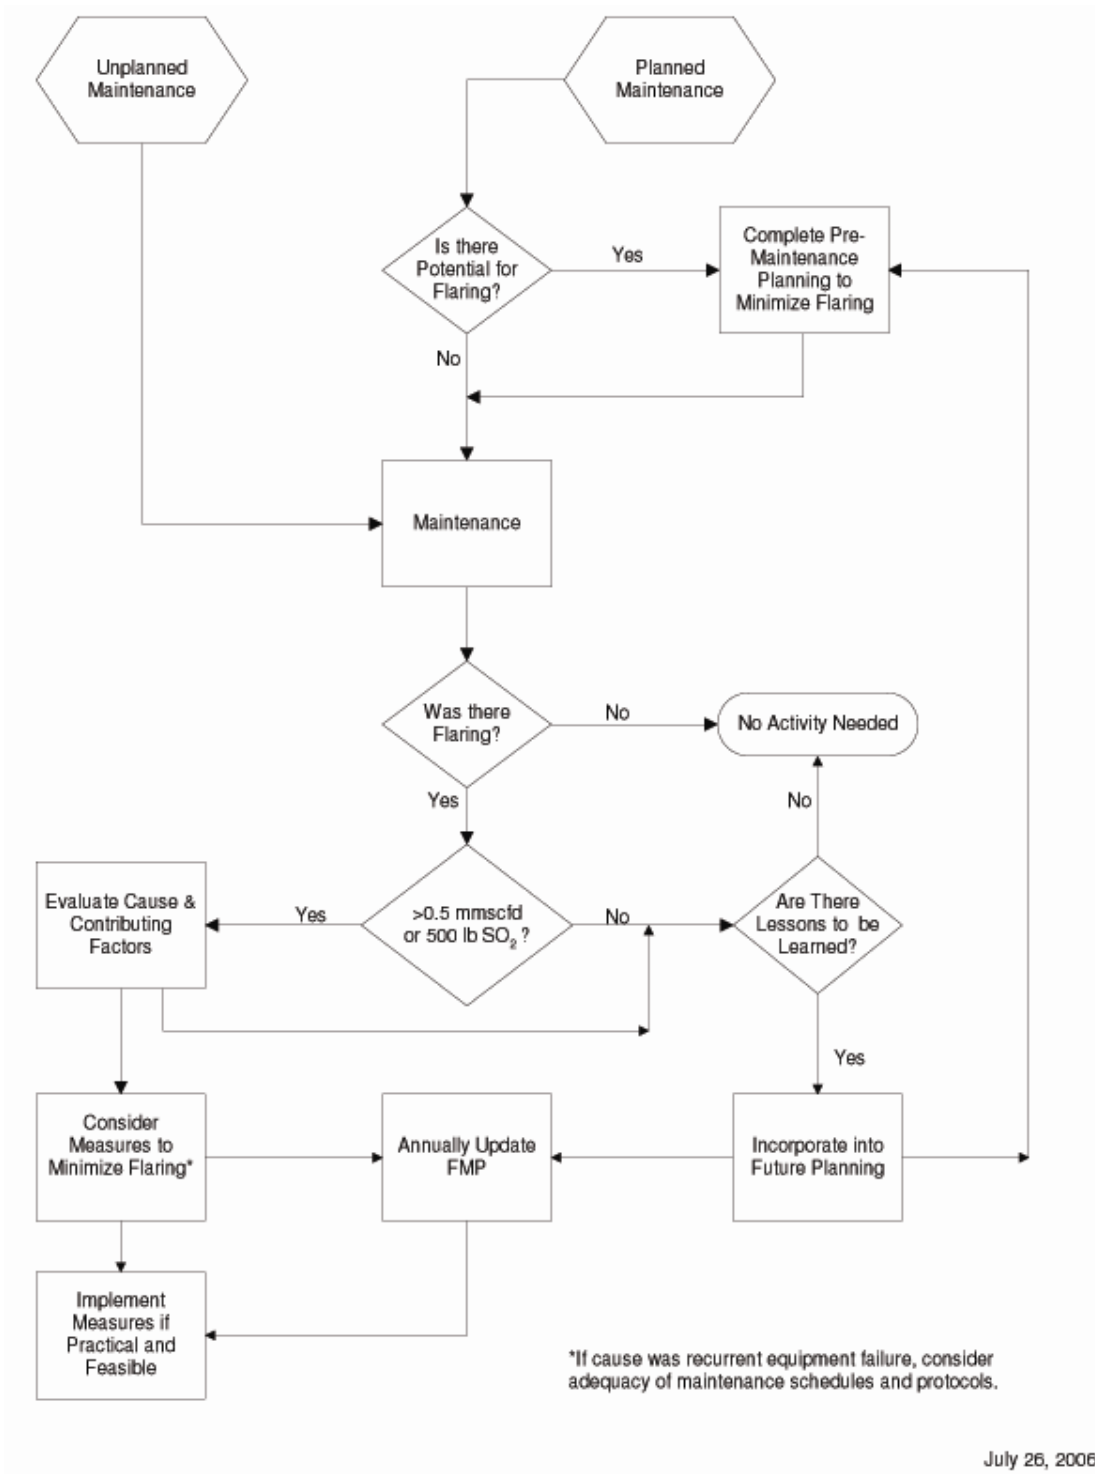 Unplanned
Maintenance
Planned
Maintenance
Is there
Potential for
Flaring?
Yes
Complete Pre-
Maintenance
Planning to
Minimize Flaring
No
Maintenance
Was there
Flaring?
No
No Activity Needed
Yes
No
Evaluate Cause &
Contributing
Factors
Yes
>0.5 mmscfd
or 500 lb SO₂ ?
No
Are There
Lessons to be
Learned?
Yes
Consider
Measures to
Minimize Flaring*
Annually Update
FMP
Incorporate into
Future Planning
Implement
Measures if
Practical and
Feasible
*If cause was recurrent equipment failure, consider
adequacy of maintenance schedules and protocols.
July 26, 2006